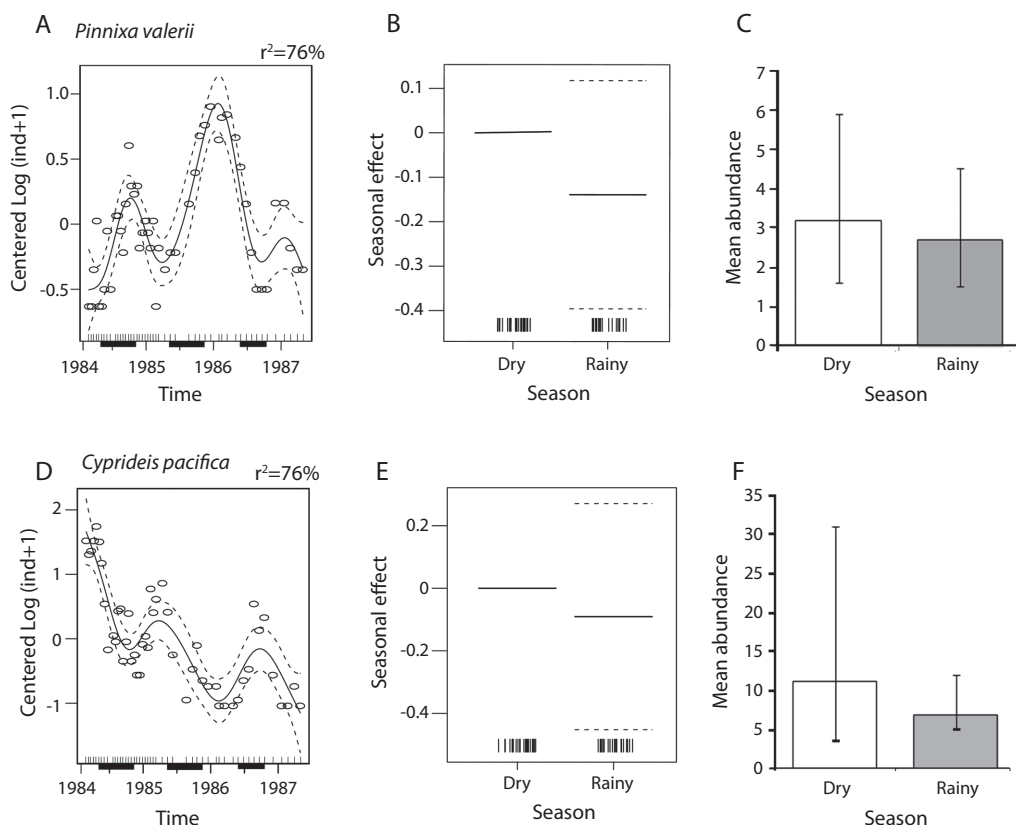 A
Pinnixa valerii
r²=76%
Centered Log (ind+1)
1.0
0.5
0
-0.5
1984
1985
1986
1987
Time
B
Seasonal effect
0.1
0
-0.1
-0.2
-0.3
-0.4
Dry
Rainy
Season
C
Mean abundance
7
6
5
4
3
2
1
0
Dry
Rainy
Season
D
Cyprideis pacifica
r²=76%
Centered Log (ind+1)
2
1
0
-1
1984
1985
1986
1987
Time
E
Seasonal effect
0.2
0
-0.2
-0.4
Dry
Rainy
Season
F
Mean abundance
35
30
25
20
15
10
5
0
Dry
Rainy
Season